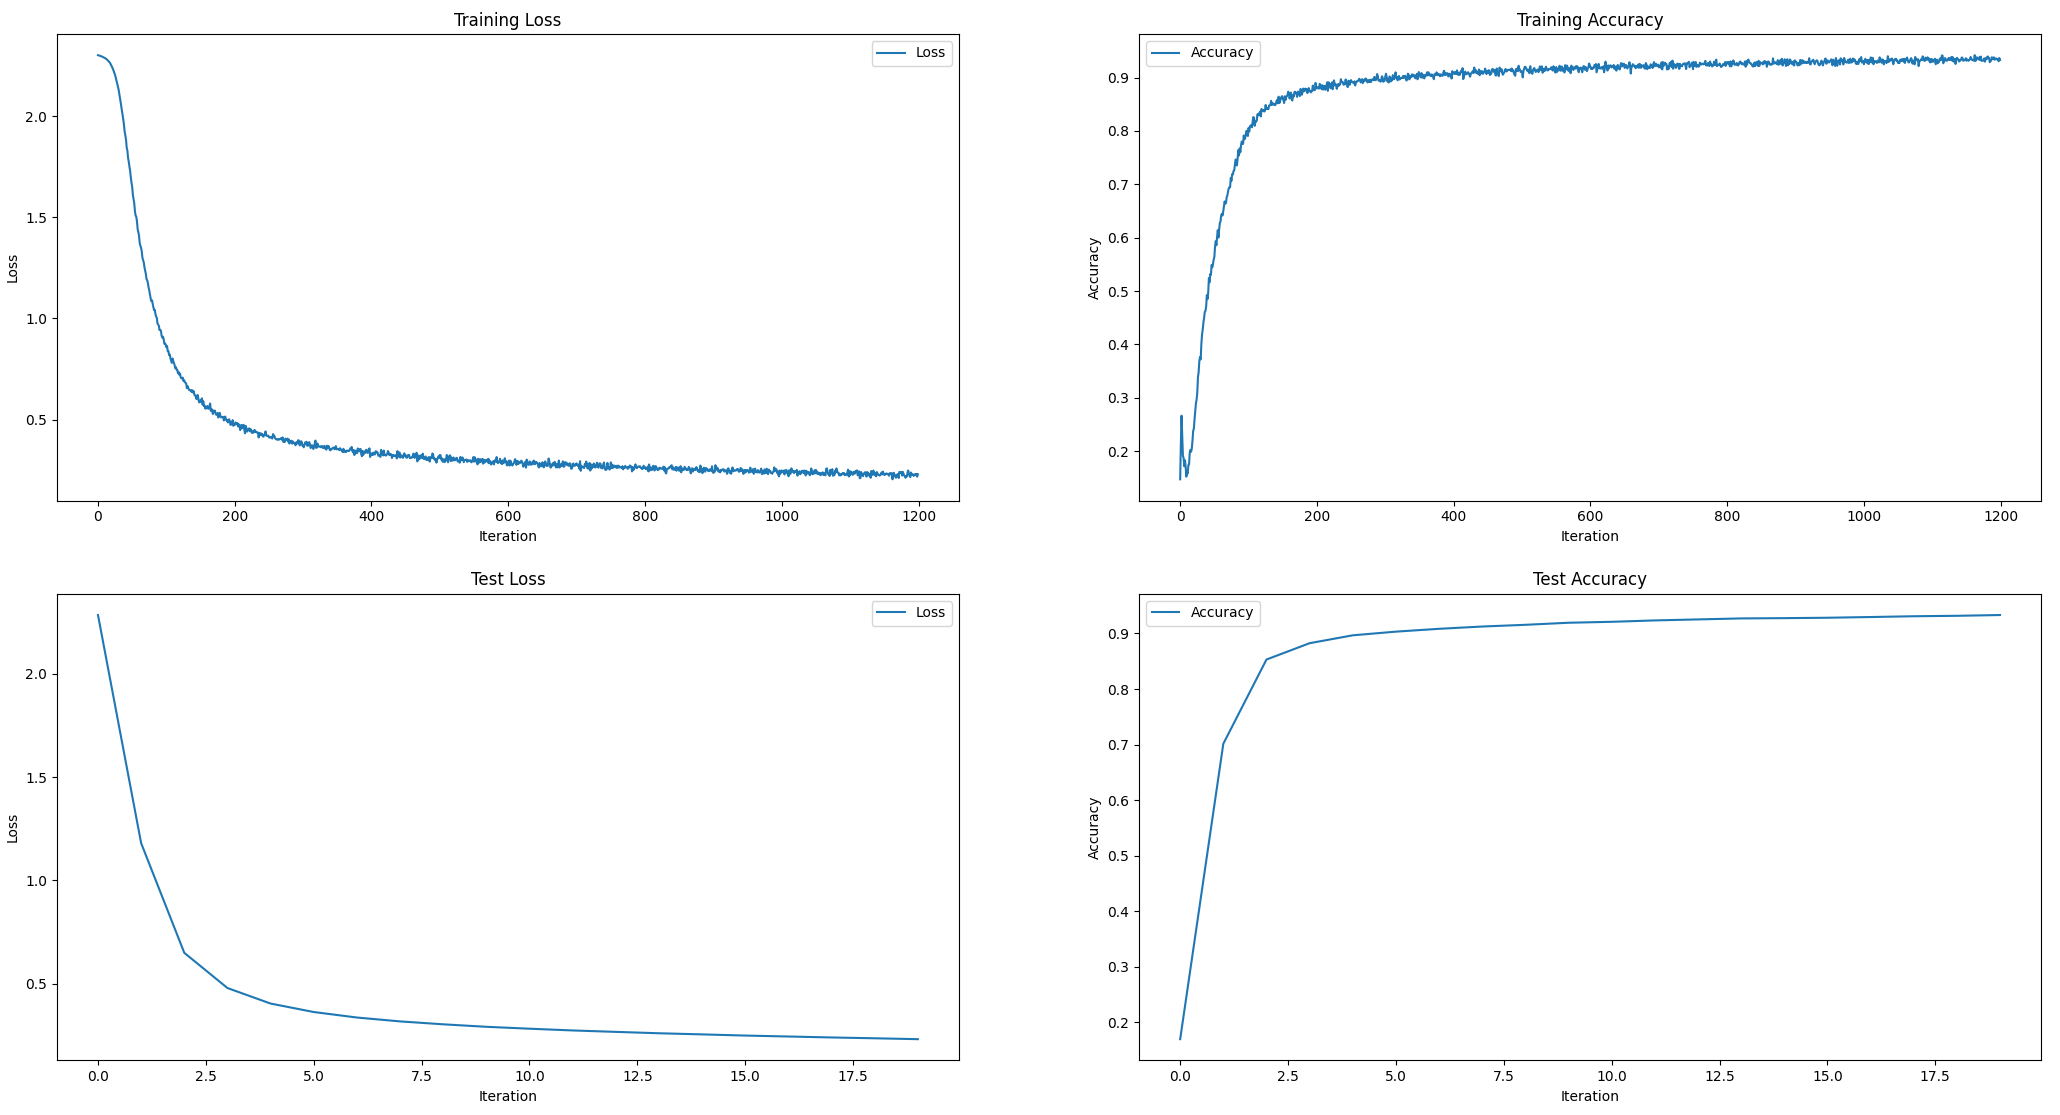 Training Loss
Loss
2.0
1.5
1.0
0.5
Loss
0 200 400 600 800 1000 1200
Iteration
Training Accuracy
Accuracy
0.9
0.8
0.7
0.6
0.5
0.4
0.3
0.2
Accuracy
0 200 400 600 800 1000 1200
Iteration
Test Loss
Loss
2.0
1.5
1.0
0.5
Loss
0.0 2.5 5.0 7.5 10.0 12.5 15.0 17.5
Iteration
Test Accuracy
Accuracy
0.9
0.8
0.7
0.6
0.5
0.4
0.3
0.2
Accuracy
0.0 2.5 5.0 7.5 10.0 12.5 15.0 17.5
Iteration